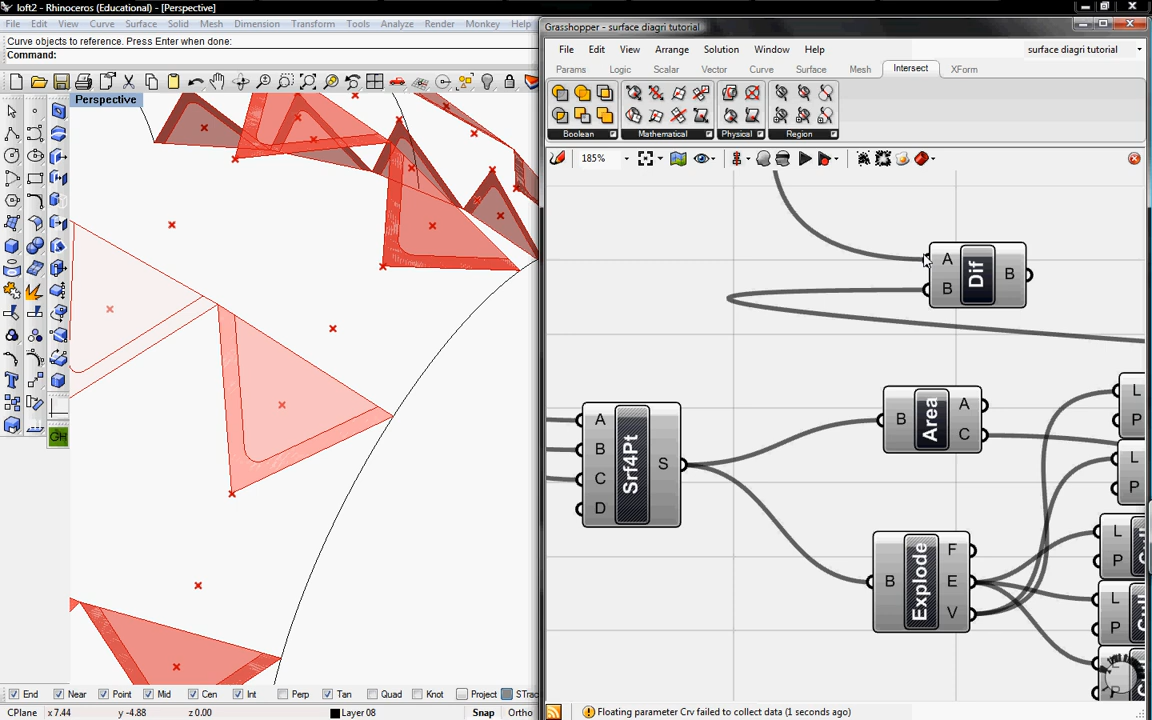 loft2 - Rhinoceros (Educational) - [Perspective]
File Edit View Curve Surface Solid Mesh Dimension Transform Tools Analyze Render Monkey Help
Curve objects to reference. Press Enter when done:
Command:
Perspective
Grasshopper - surface diagri tutorial
File Edit View Arrange Solution Window Help
surface diagri tutorial
Params Logic Scalar Vector Curve Surface Mesh Intersect XForm
Boolean Mathematical Physical Region
185%
A
B
Dif
B
A
B
C
D
Srf4Pt
S
B
Area
A
C
B
Explode
F
E
V
L
P
L
P
L
P
L
P
GH
End Near Point Mid Cen Int Perp Tan Quad Knot Project
CPlane x 7.44 y -4.88 z 0.00 Layer 08 Snap Ortho
Floating parameter Crv failed to collect data (1 seconds ago)